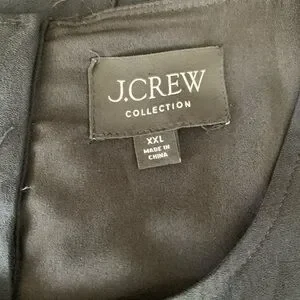 J.CREW
COLLECTION
XXL
MADE IN
CHINA